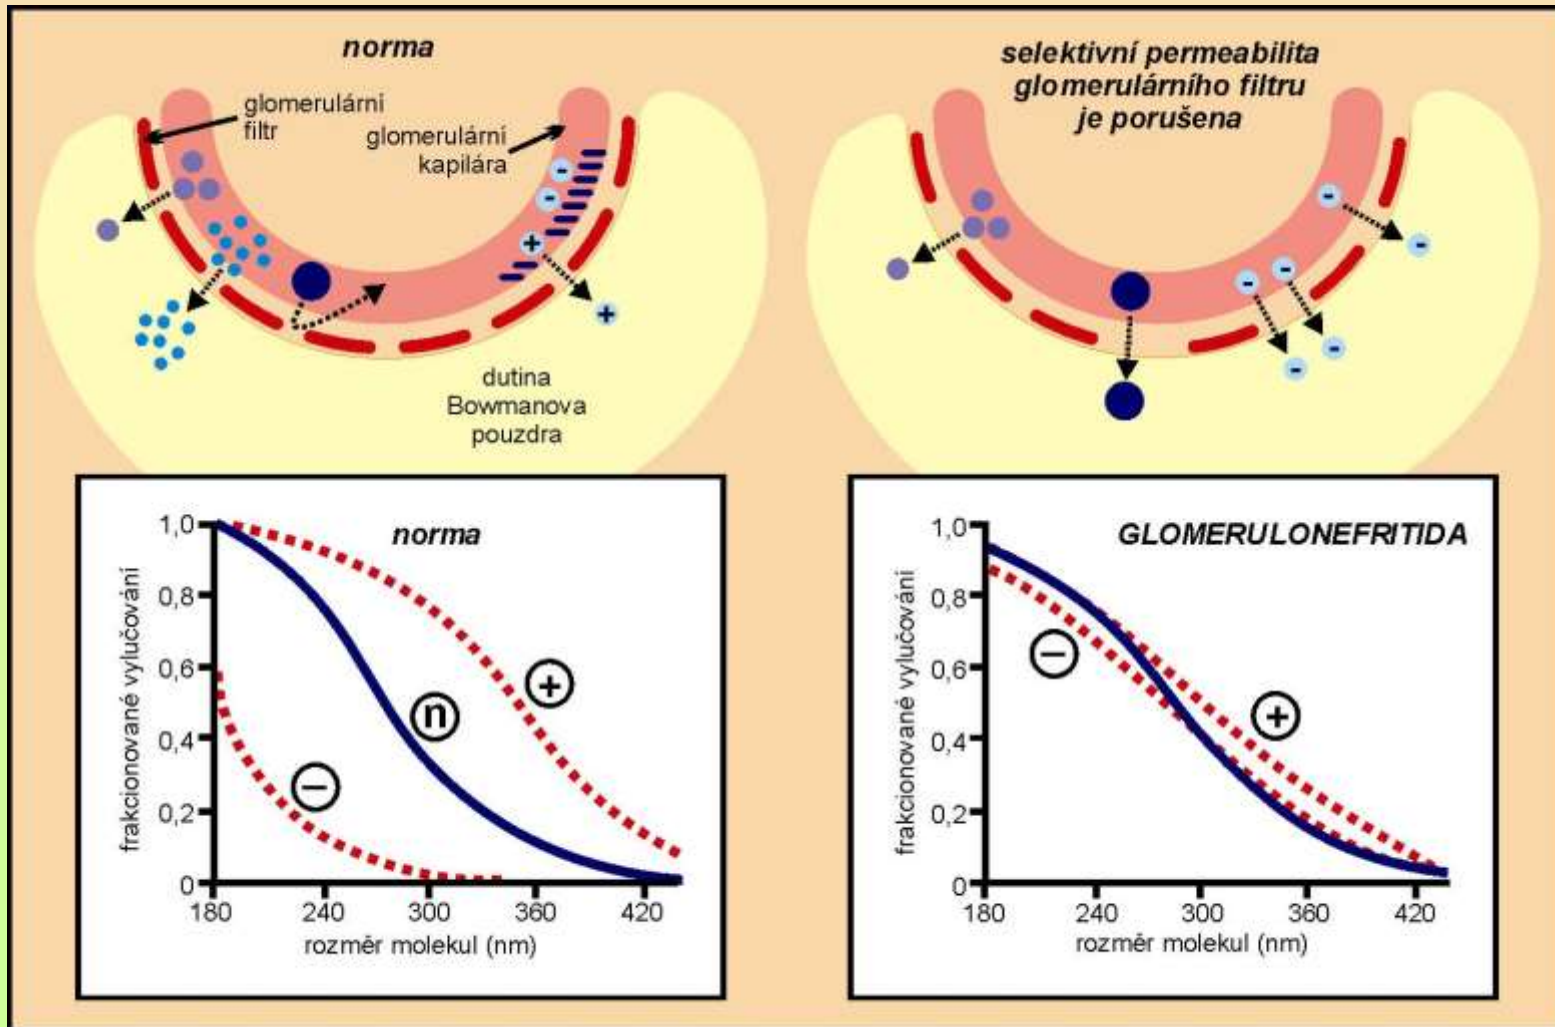 norma
glomerulární
filtr
glomerulární
kapilára
+
+
dutina
Bowmanova
pouzdra
selektivní permeabilita
glomerulárního filtru
je porušena
norma
frakcionované vylučování
1,0
0,8
0,6
0,4
0,2
0
+
n
−
180
240
300
360
420
rozměr molekul (nm)
GLOMERULONEFRITIDA
frakcionované vylučování
1,0
0,8
0,6
0,4
0,2
0
−
+
180
240
300
360
420
rozměr molekul (nm)